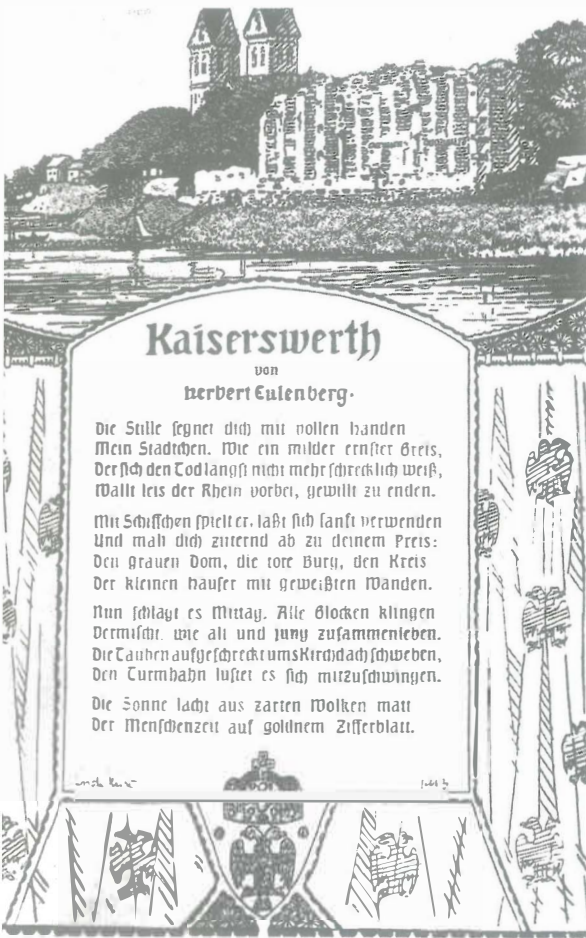 Kaiserswerth
von
Herbert Eulenberg.
Die Stille segnet dich mit vollen Händen
Mein Städtchen. Wie ein milder ernster Greis,
Der sich den Tod längst nicht mehr schrecklich weiß,
Wallt leis der Rhein vorbei, gewillt zu enden.
Mit Schiffchen spielt er, läßt sich sanft verwenden
Und malt dich zitternd ab zu deinem Preis:
Den grauen Dom, die tote Burg, den Kreis
Der kleinen Häuser mit geweißten Wänden.
Nun schlägt es Mittag. Alle Glocken klingen
Vermischt, wie alt und jung zusammenleben.
Die Tauben aufgeschreckt ums Kirchdach schweben,
Den Turmhahn lüstet es sich mitzuschwingen.
Die Sonne lacht aus zarten Wolken matt
Der Menschenzeit auf goldnem Zifferblatt.